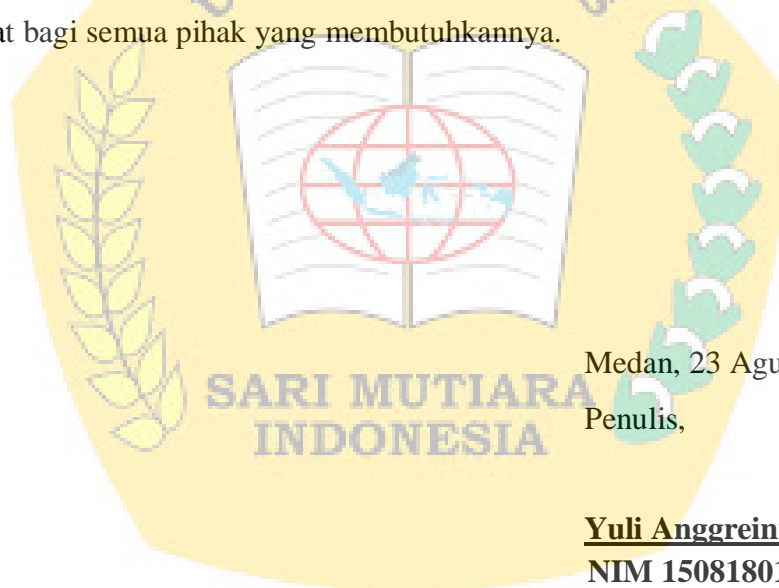 at bagi semua pihak yang membutuhkannya.
Medan, 23 Agu
SARI MUTIARA
Penulis,
INDONESIA
Yuli Anggrein
NIM 15081801